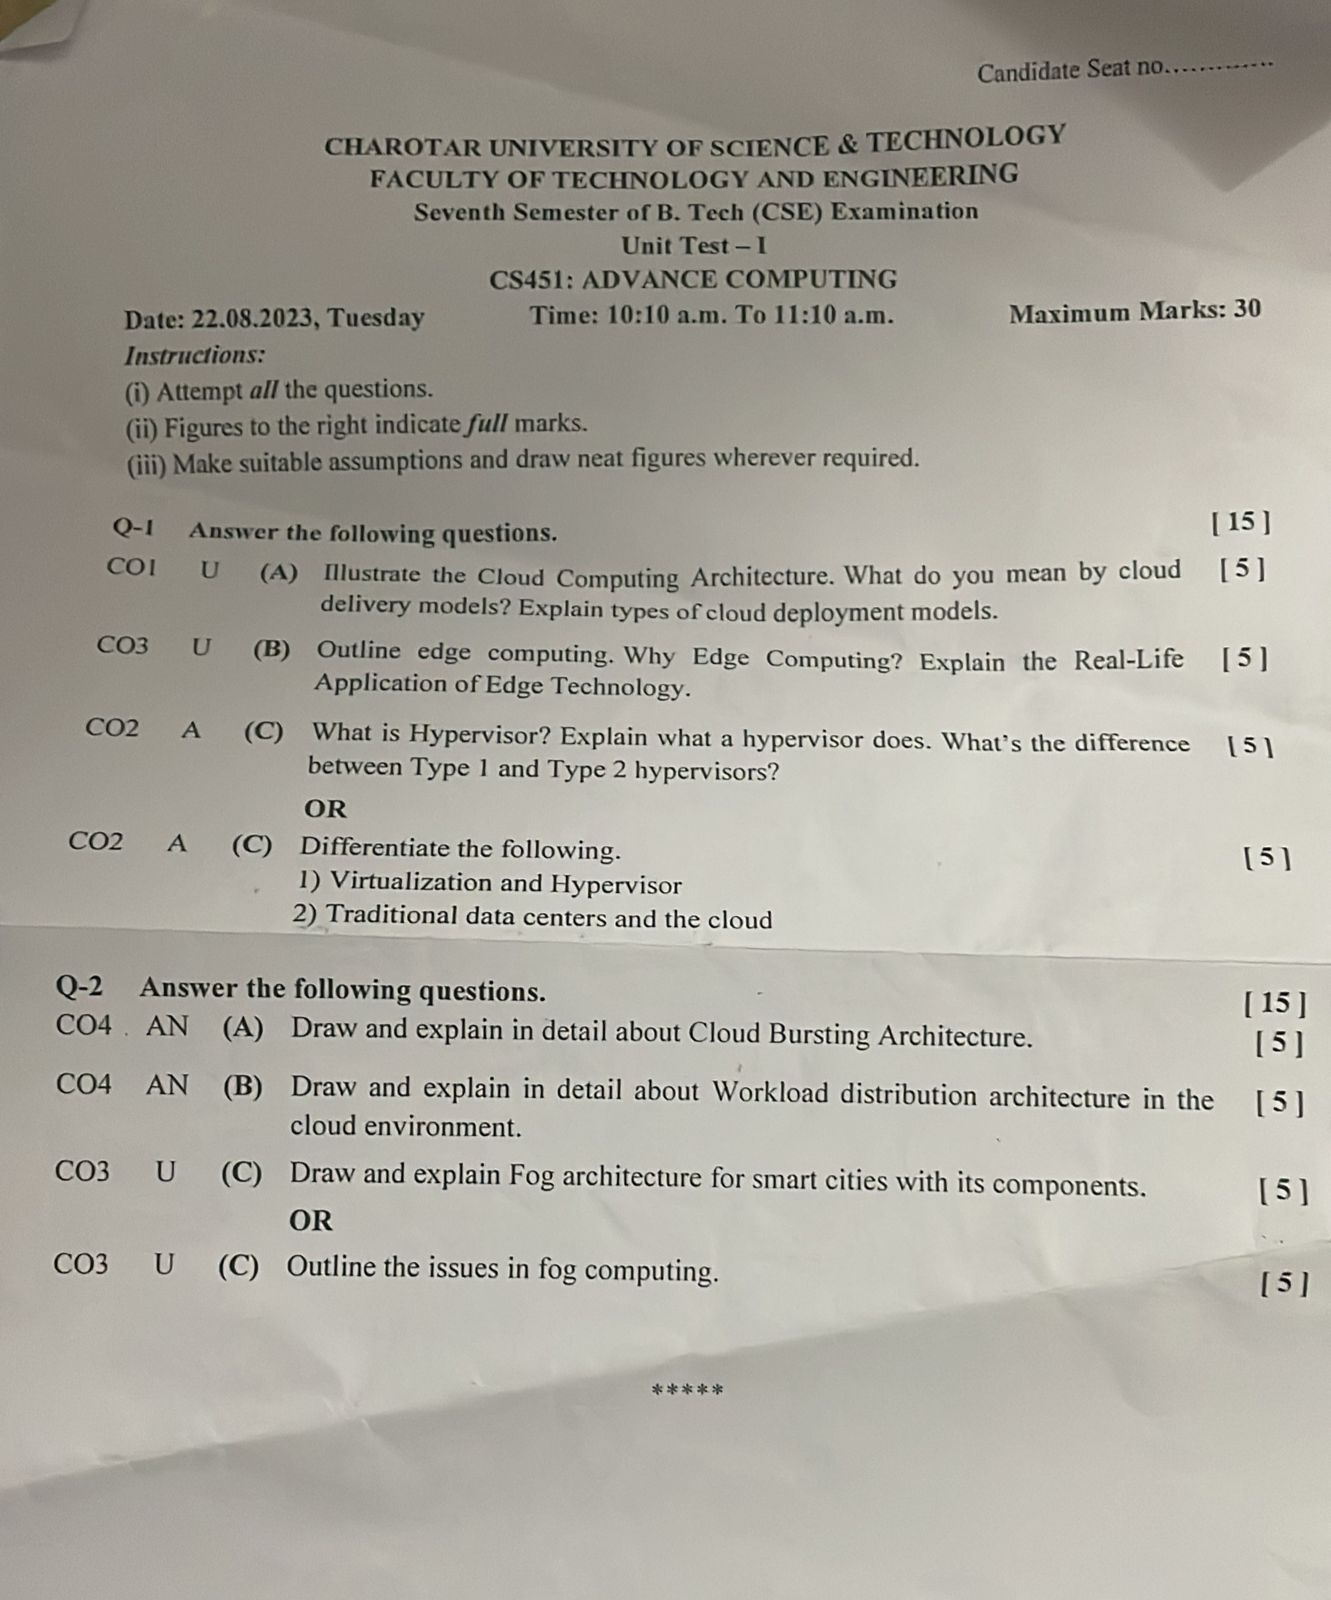 Candidate Seat no.............
CHAROTAR UNIVERSITY OF SCIENCE & TECHNOLOGY
FACULTY OF TECHNOLOGY AND ENGINEERING
Seventh Semester of B. Tech (CSE) Examination
Unit Test – I
CS451: ADVANCE COMPUTING
Date: 22.08.2023, Tuesday Time: 10:10 a.m. To 11:10 a.m. Maximum Marks: 30
Instructions:
(i) Attempt all the questions.
(ii) Figures to the right indicate full marks.
(iii) Make suitable assumptions and draw neat figures wherever required.
Q-1 Answer the following questions. [ 15 ]
CO1 U (A) Illustrate the Cloud Computing Architecture. What do you mean by cloud [ 5 ]
delivery models? Explain types of cloud deployment models.
CO3 U (B) Outline edge computing. Why Edge Computing? Explain the Real-Life [ 5 ]
Application of Edge Technology.
CO2 A (C) What is Hypervisor? Explain what a hypervisor does. What's the difference [ 5 ]
between Type 1 and Type 2 hypervisors?
OR
CO2 A (C) Differentiate the following. [ 5 ]
1) Virtualization and Hypervisor
2) Traditional data centers and the cloud
Q-2 Answer the following questions. [ 15 ]
CO4 AN (A) Draw and explain in detail about Cloud Bursting Architecture. [ 5 ]
CO4 AN (B) Draw and explain in detail about Workload distribution architecture in the [ 5 ]
cloud environment.
CO3 U (C) Draw and explain Fog architecture for smart cities with its components. [ 5 ]
OR
CO3 U (C) Outline the issues in fog computing. [ 5 ]
*****